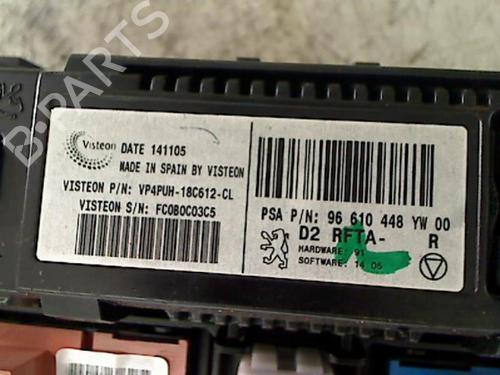 B-PARTS
Visteon DATE 141105
MADE IN SPAIN BY VISTEON
VISTEON P/N: VP4PUH-18C612-CL
VISTEON S/N: FC0B0C03C5
PSA P/N: 96 610 448 YW 00
D2 RFTA- R
HARDWARE: 91
SOFTWARE: 14 05